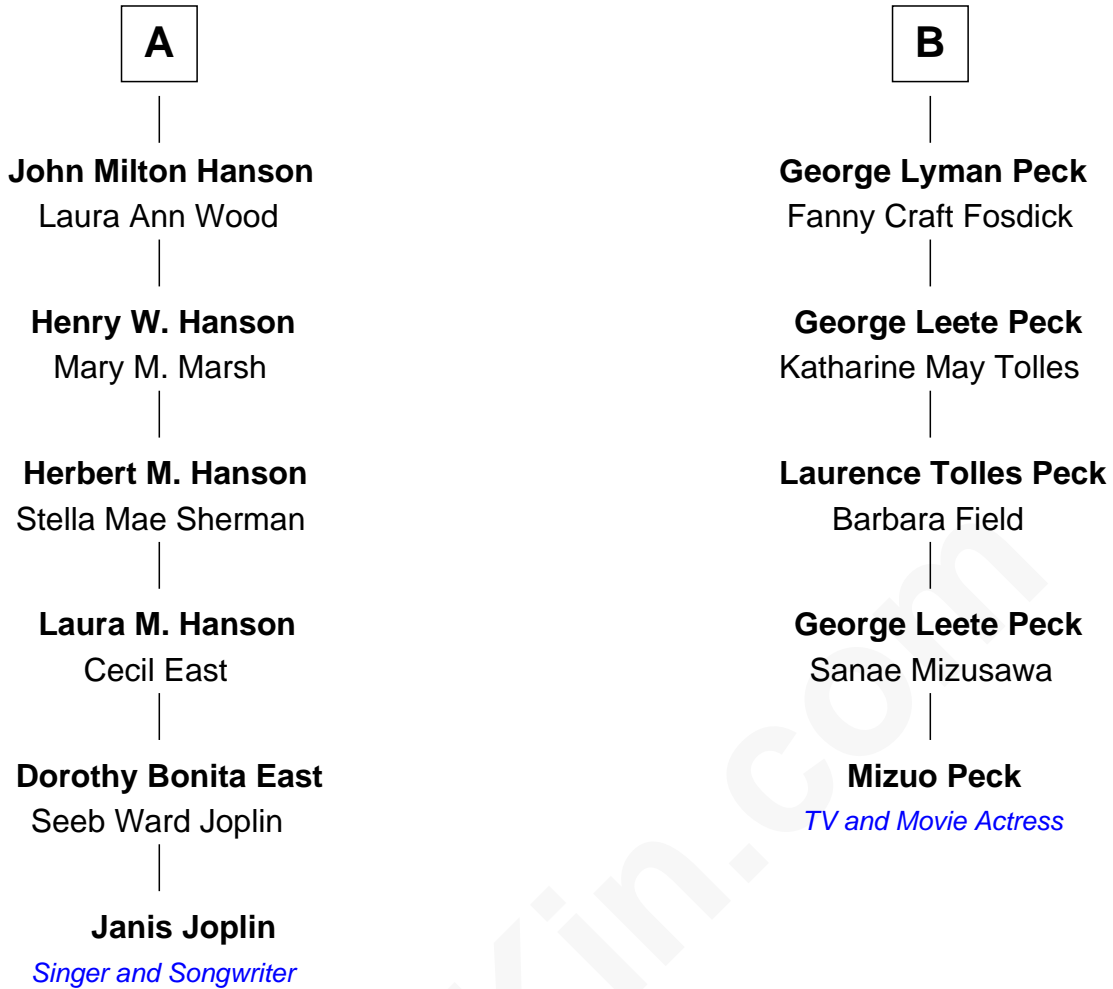 A
John Milton Hanson
Laura Ann Wood
Henry W. Hanson
Mary M. Marsh
Herbert M. Hanson
Stella Mae Sherman
Laura M. Hanson
Cecil East
Dorothy Bonita East
Seeb Ward Joplin
Janis Joplin
Singer and Songwriter
B
George Lyman Peck
Fanny Craft Fosdick
George Leete Peck
Katharine May Tolles
Laurence Tolles Peck
Barbara Field
George Leete Peck
Sanae Mizusawa
Mizuo Peck
TV and Movie Actress